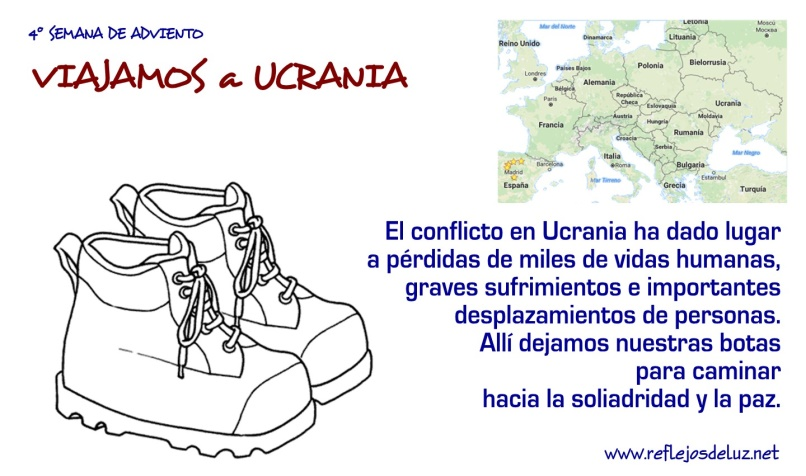 4º SEMANA DE ADVIENTO
VIAJAMOS a UCRANIA
Mar del Norte
Letonia
Moscú
Москва
Reino Unido
Dinamarca
Lituania
Londres
Países Bajos
Polonia
Bielorrusia
Alemania
Bélgica
París
República
Checa
Eslovaquia
Ucrania
Austria
Moldavia
Francia
Hungría
Croacia
Rumanía
Serbia
Italia
Barcelona
Roma
Bulgaria
Mar Negro
Madrid
Mar Tirreno
Estambul
España
Grecia
Turquía
El conflicto en Ucrania ha dado lugar
a pérdidas de miles de vidas humanas,
graves sufrimientos e importantes
desplazamientos de personas.
Allí dejamos nuestras botas
para caminar
hacia la soliadridad y la paz.
www.reflejosdeluz.net